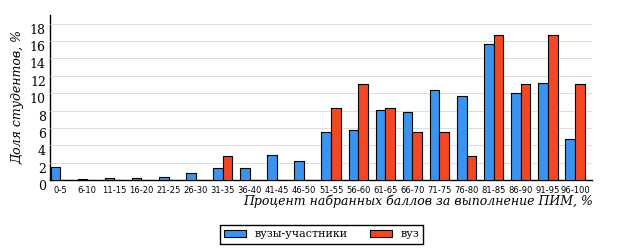 Доля студентов, %
18
16
14
12
10
8
6
4
2
0
0-5 6-10 11-15 16-20 21-25 26-30 31-35 36-40 41-45 46-50 51-55 56-60 61-65 66-70 71-75 76-80 81-85 86-90 91-95 96-100
Процент набранных баллов за выполнение ПИМ, %
вузы-участники вуз